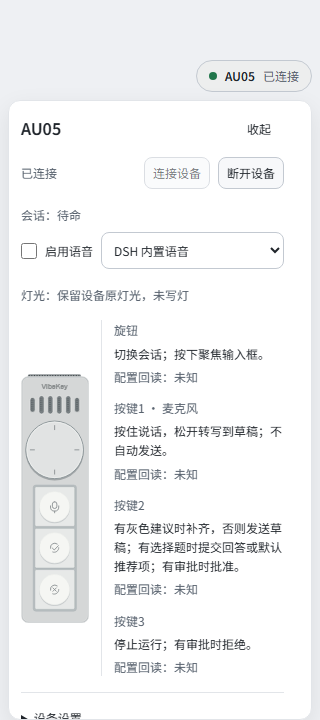 AU05 已连接
AU05 收起
已连接 连接设备 断开设备
会话：待命
启用语音 DSH 内置语音
灯光：保留设备原灯光，未写灯
VibeKey
旋钮
切换会话；按下聚焦输入框。
配置回读：未知
按键1 · 麦克风
按住说话，松开转写到草稿；不
自动发送。
配置回读：未知
按键2
有灰色建议时补齐，否则发送草
稿；有选择题时提交回答或默认
推荐项；有审批时批准。
配置回读：未知
按键3
停止运行；有审批时拒绝。
配置回读：未知
设备设置